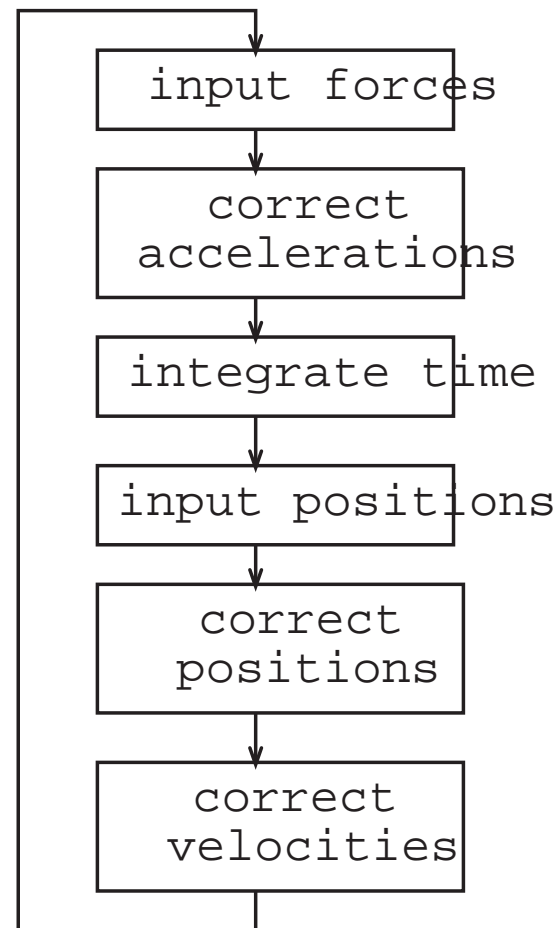 input forces
correct
accelerations
integrate time
input positions
correct
positions
correct
velocities